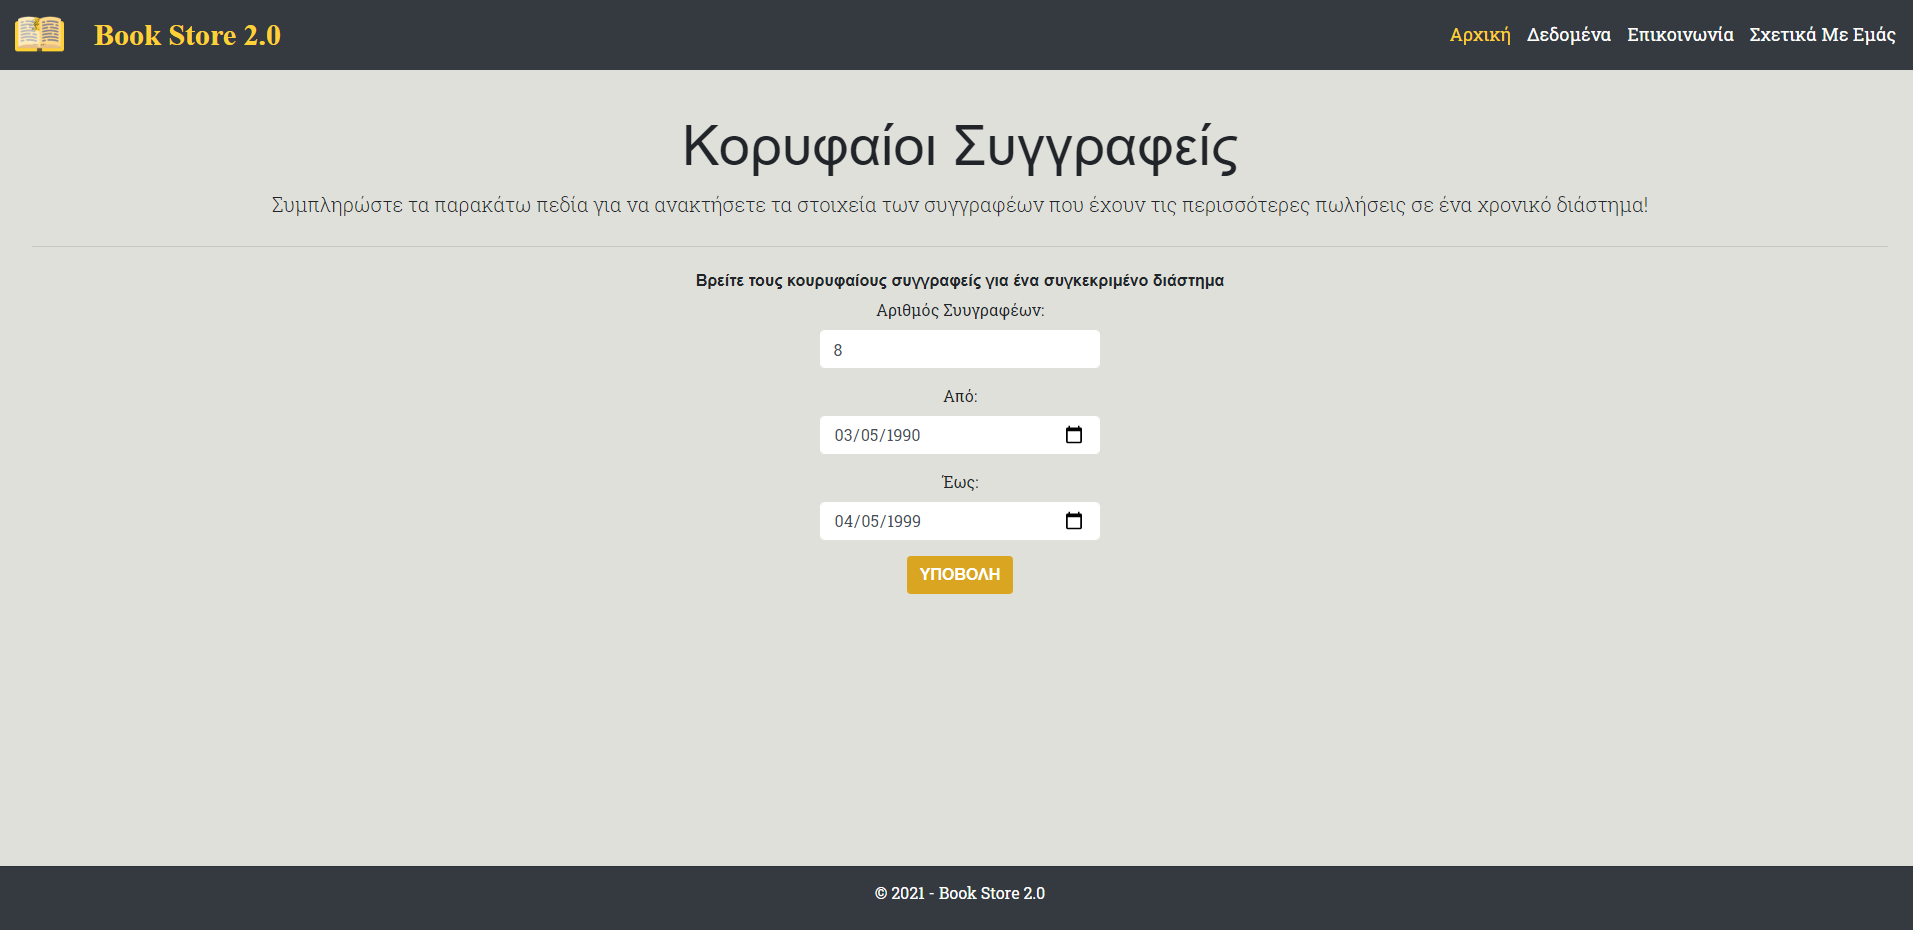 Book Store 2.0
Αρχική Δεδομένα Επικοινωνία Σχετικά Με Εμάς
Κορυφαίοι Συγγραφείς
Συμπληρώστε τα παρακάτω πεδία για να ανακτήσετε τα στοιχεία των συγγραφέων που έχουν τις περισσότερες πωλήσεις σε ένα χρονικό διάστημα!
Βρείτε τους κουρυφαίους συγγραφείς για ένα συγκεκριμένο διάστημα
Αριθμός Συυγραφέων:
8
Από:
03/05/1990
Έως:
04/05/1999
ΥΠΟΒΟΛΗ
© 2021 - Book Store 2.0